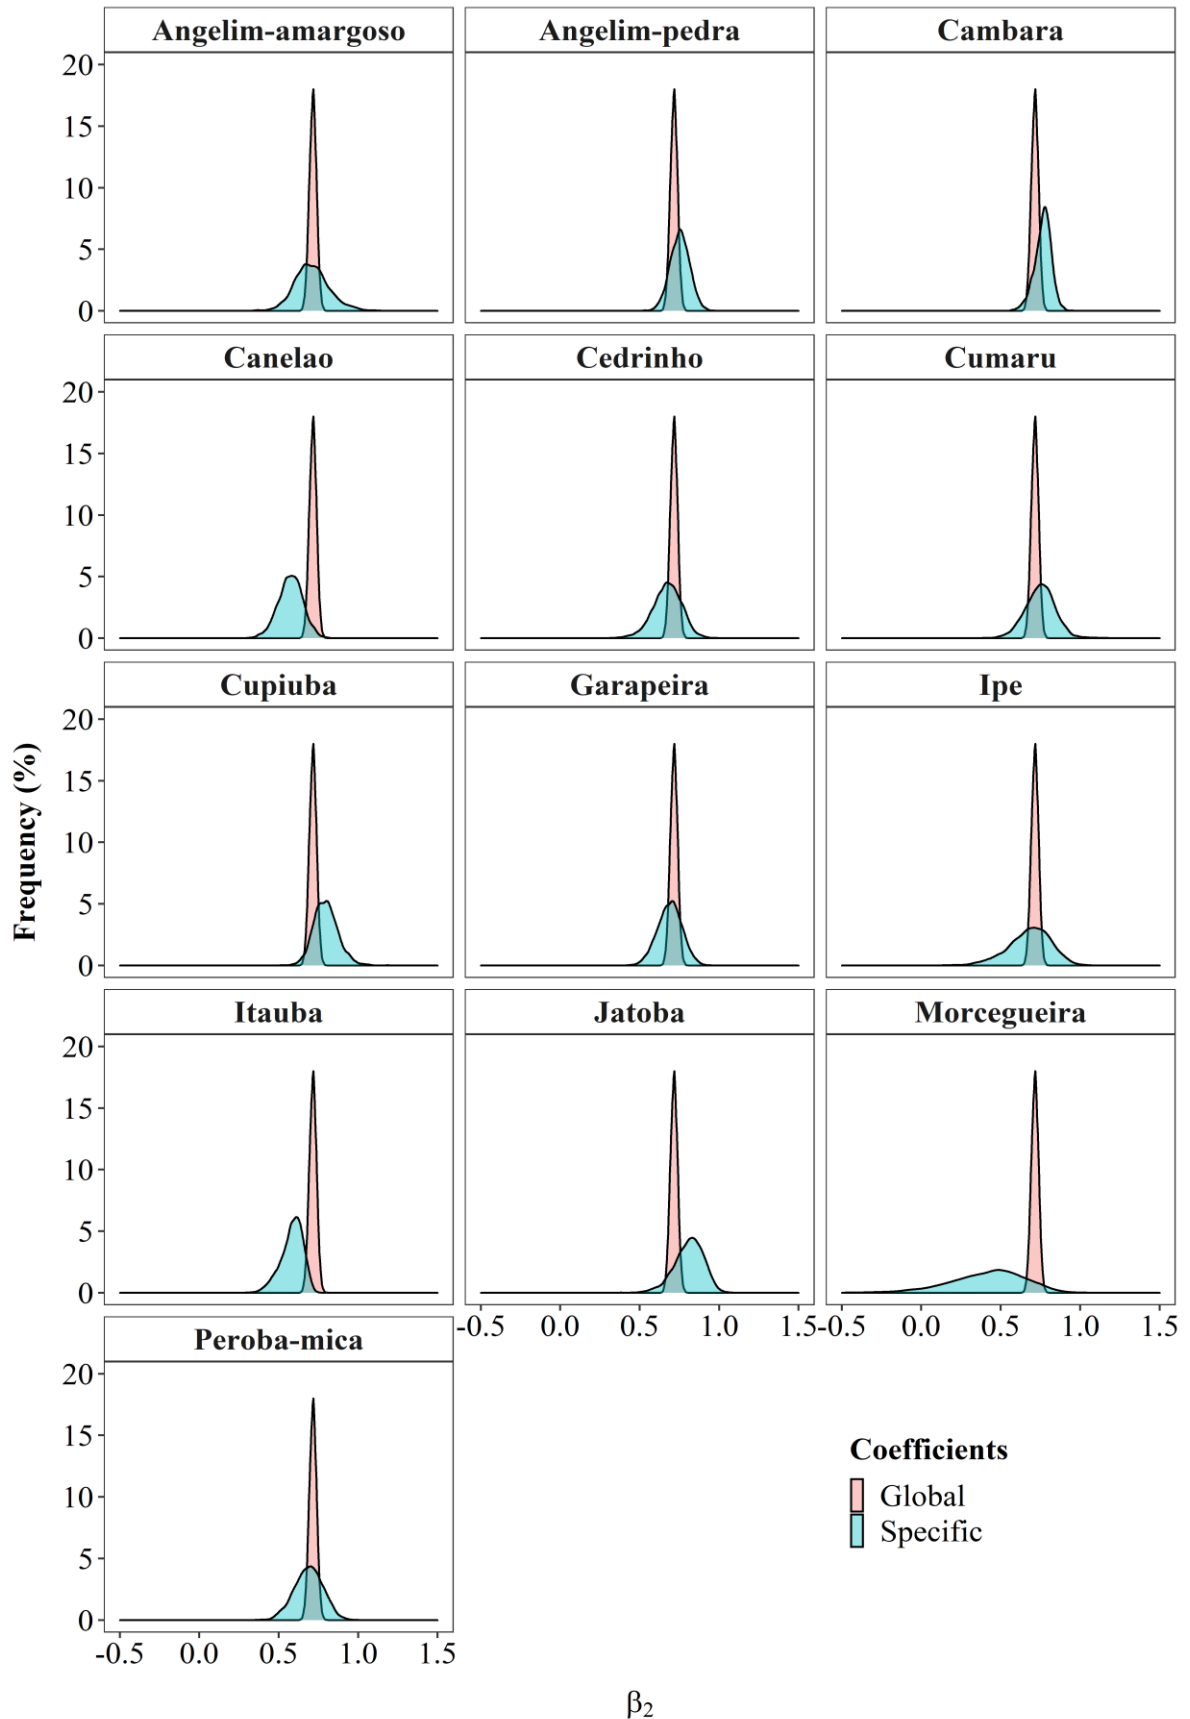 Angelim-amargoso Angelim-pedra Cambara
20
15
10
5
0
Canelao Cedrinho Cumaru
20
15
10
5
0
Cupiuba Garapeira Ipe
20
15
10
5
0
Frequency (%)
Itauba Jatoba Morcegueira
20
15
10
5
0
-0.5 0.0 0.5 1.0 1.5 -0.5 0.0 0.5 1.0 1.5
Peroba-mica
20
15
10
5
0
-0.5 0.0 0.5 1.0 1.5
Coefficients
Global
Specific
β₂